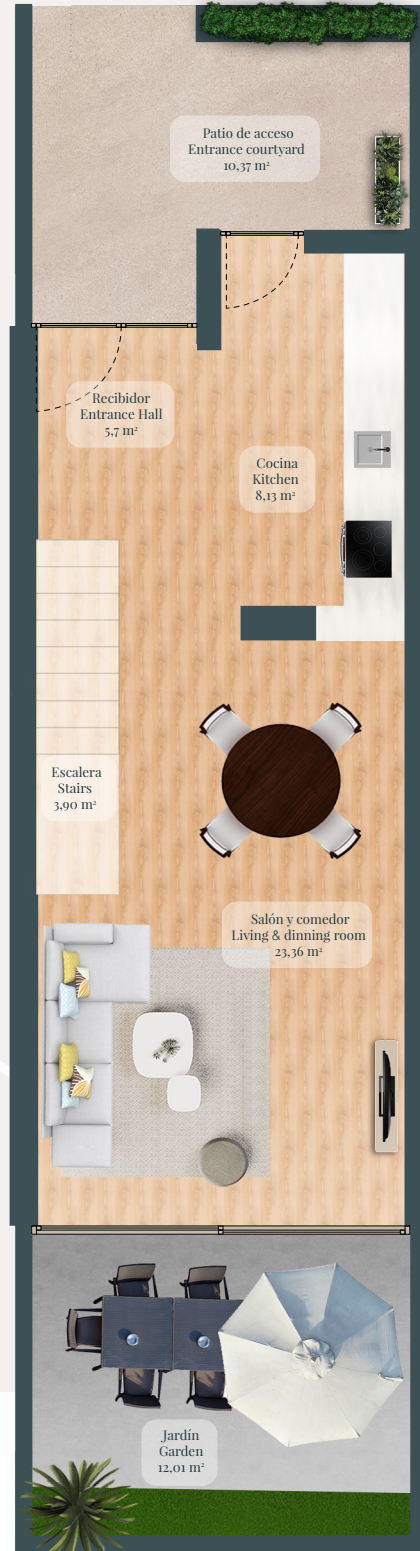 Patio de acceso
Entrance courtyard
10,37 m²
Recibidor
Entrance Hall
5,7 m²
Cocina
Kitchen
8,13 m²
Escalera
Stairs
3,90 m²
Salón y comedor
Living & dinning room
23,36 m²
Jardín
Garden
12,01 m²